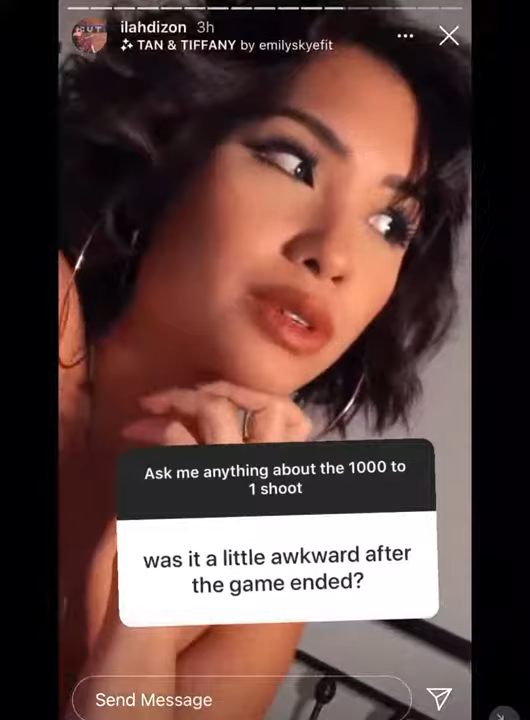 ilahdizon 3h
TAN & TIFFANY by emilyskyefit
Ask me anything about the 1000 to
1 shoot
was it a little awkward after
the game ended?
Send Message